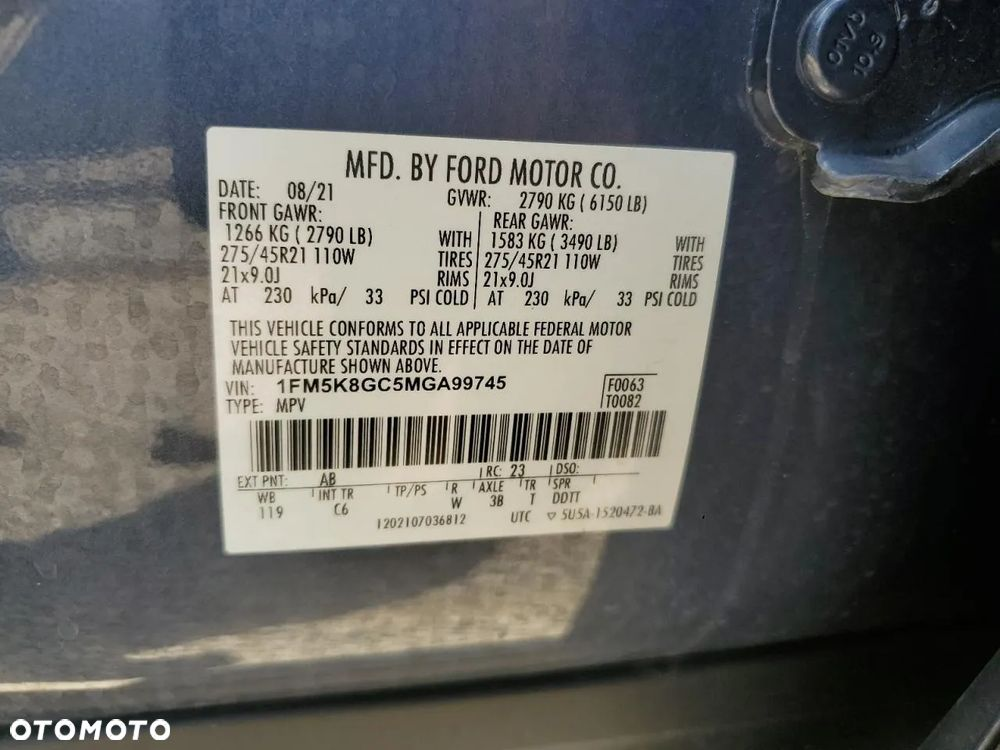 01V/5
10.9
MFD. BY FORD MOTOR CO.
DATE: 08/21 GVWR: 2790 KG ( 6150 LB)
FRONT GAWR: REAR GAWR:
1266 KG ( 2790 LB) WITH 1583 KG ( 3490 LB) WITH
275/45R21 110W TIRES 275/45R21 110W TIRES
21x9.0J RIMS 21x9.0J RIMS
AT 230 kPa/ 33 PSI COLD AT 230 kPa/ 33 PSI COLD
THIS VEHICLE CONFORMS TO ALL APPLICABLE FEDERAL MOTOR
VEHICLE SAFETY STANDARDS IN EFFECT ON THE DATE OF
MANUFACTURE SHOWN ABOVE.
VIN: 1FM5K8GC5MGA99745 F0063
TYPE: MPV T0082
EXT PNT: AB RC: 23 DSO:
WB INT TR TP/PS R AXLE TR SPR
119 C6 W 3B T DDTT
1202107036812 UTC ▽ 5U5A-1520472-BA
OTOMOTO